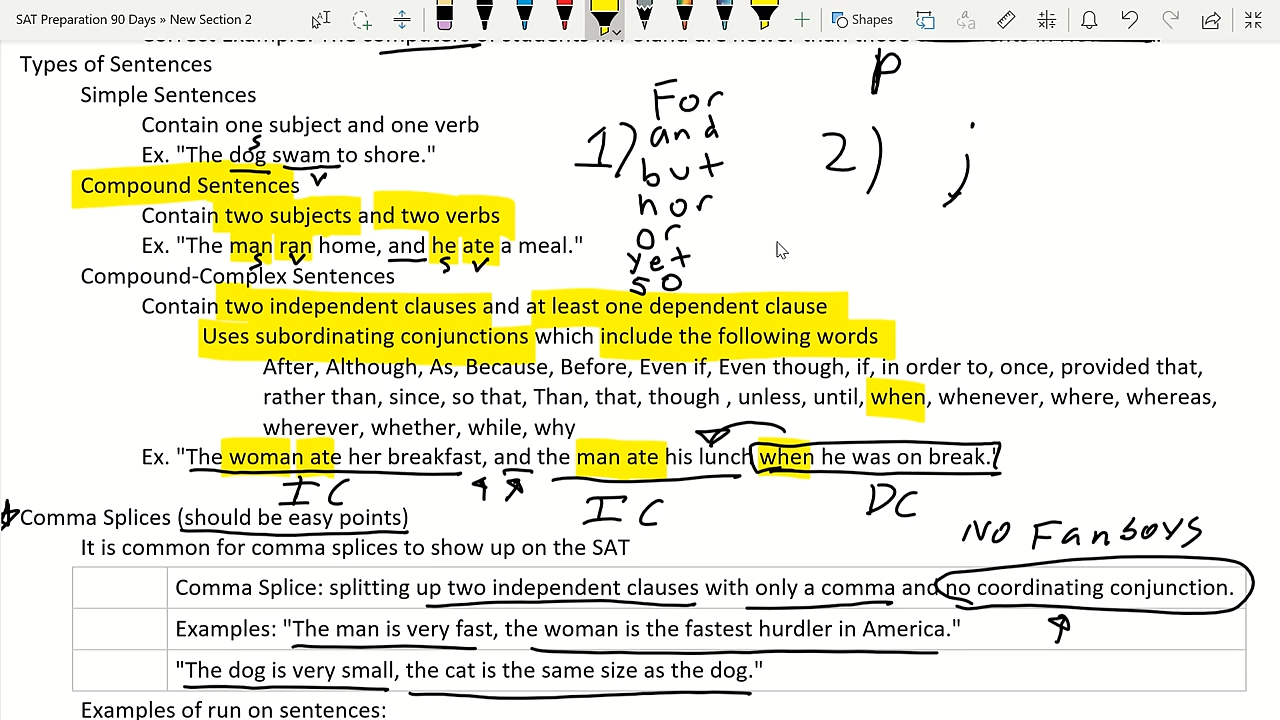 SAT Preparation 90 Days » New Section 2
Shapes
Types of Sentences
Simple Sentences
Contain one subject and one verb
S
Ex. "The dog swam to shore."
v
Compound Sentences
Contain two subjects and two verbs
Ex. "The man ran home, and he ate a meal."
S v S v
1)
For
and
but
nor
or
yet
so
p
2) ;
Compound-Complex Sentences
Contain two independent clauses and at least one dependent clause
Uses subordinating conjunctions which include the following words
After, Although, As, Because, Before, Even if, Even though, if, in order to, once, provided that,
rather than, since, so that, Than, that, though , unless, until, when, whenever, where, whereas,
wherever, whether, while, why
Ex. "The woman ate her breakfast, and the man ate his lunch when he was on break."
IC IC DC
Comma Splices (should be easy points)
It is common for comma splices to show up on the SAT
NO Fanboys
Comma Splice: splitting up two independent clauses with only a comma and no coordinating conjunction.
Examples: "The man is very fast, the woman is the fastest hurdler in America."
"The dog is very small, the cat is the same size as the dog."
Examples of run on sentences: